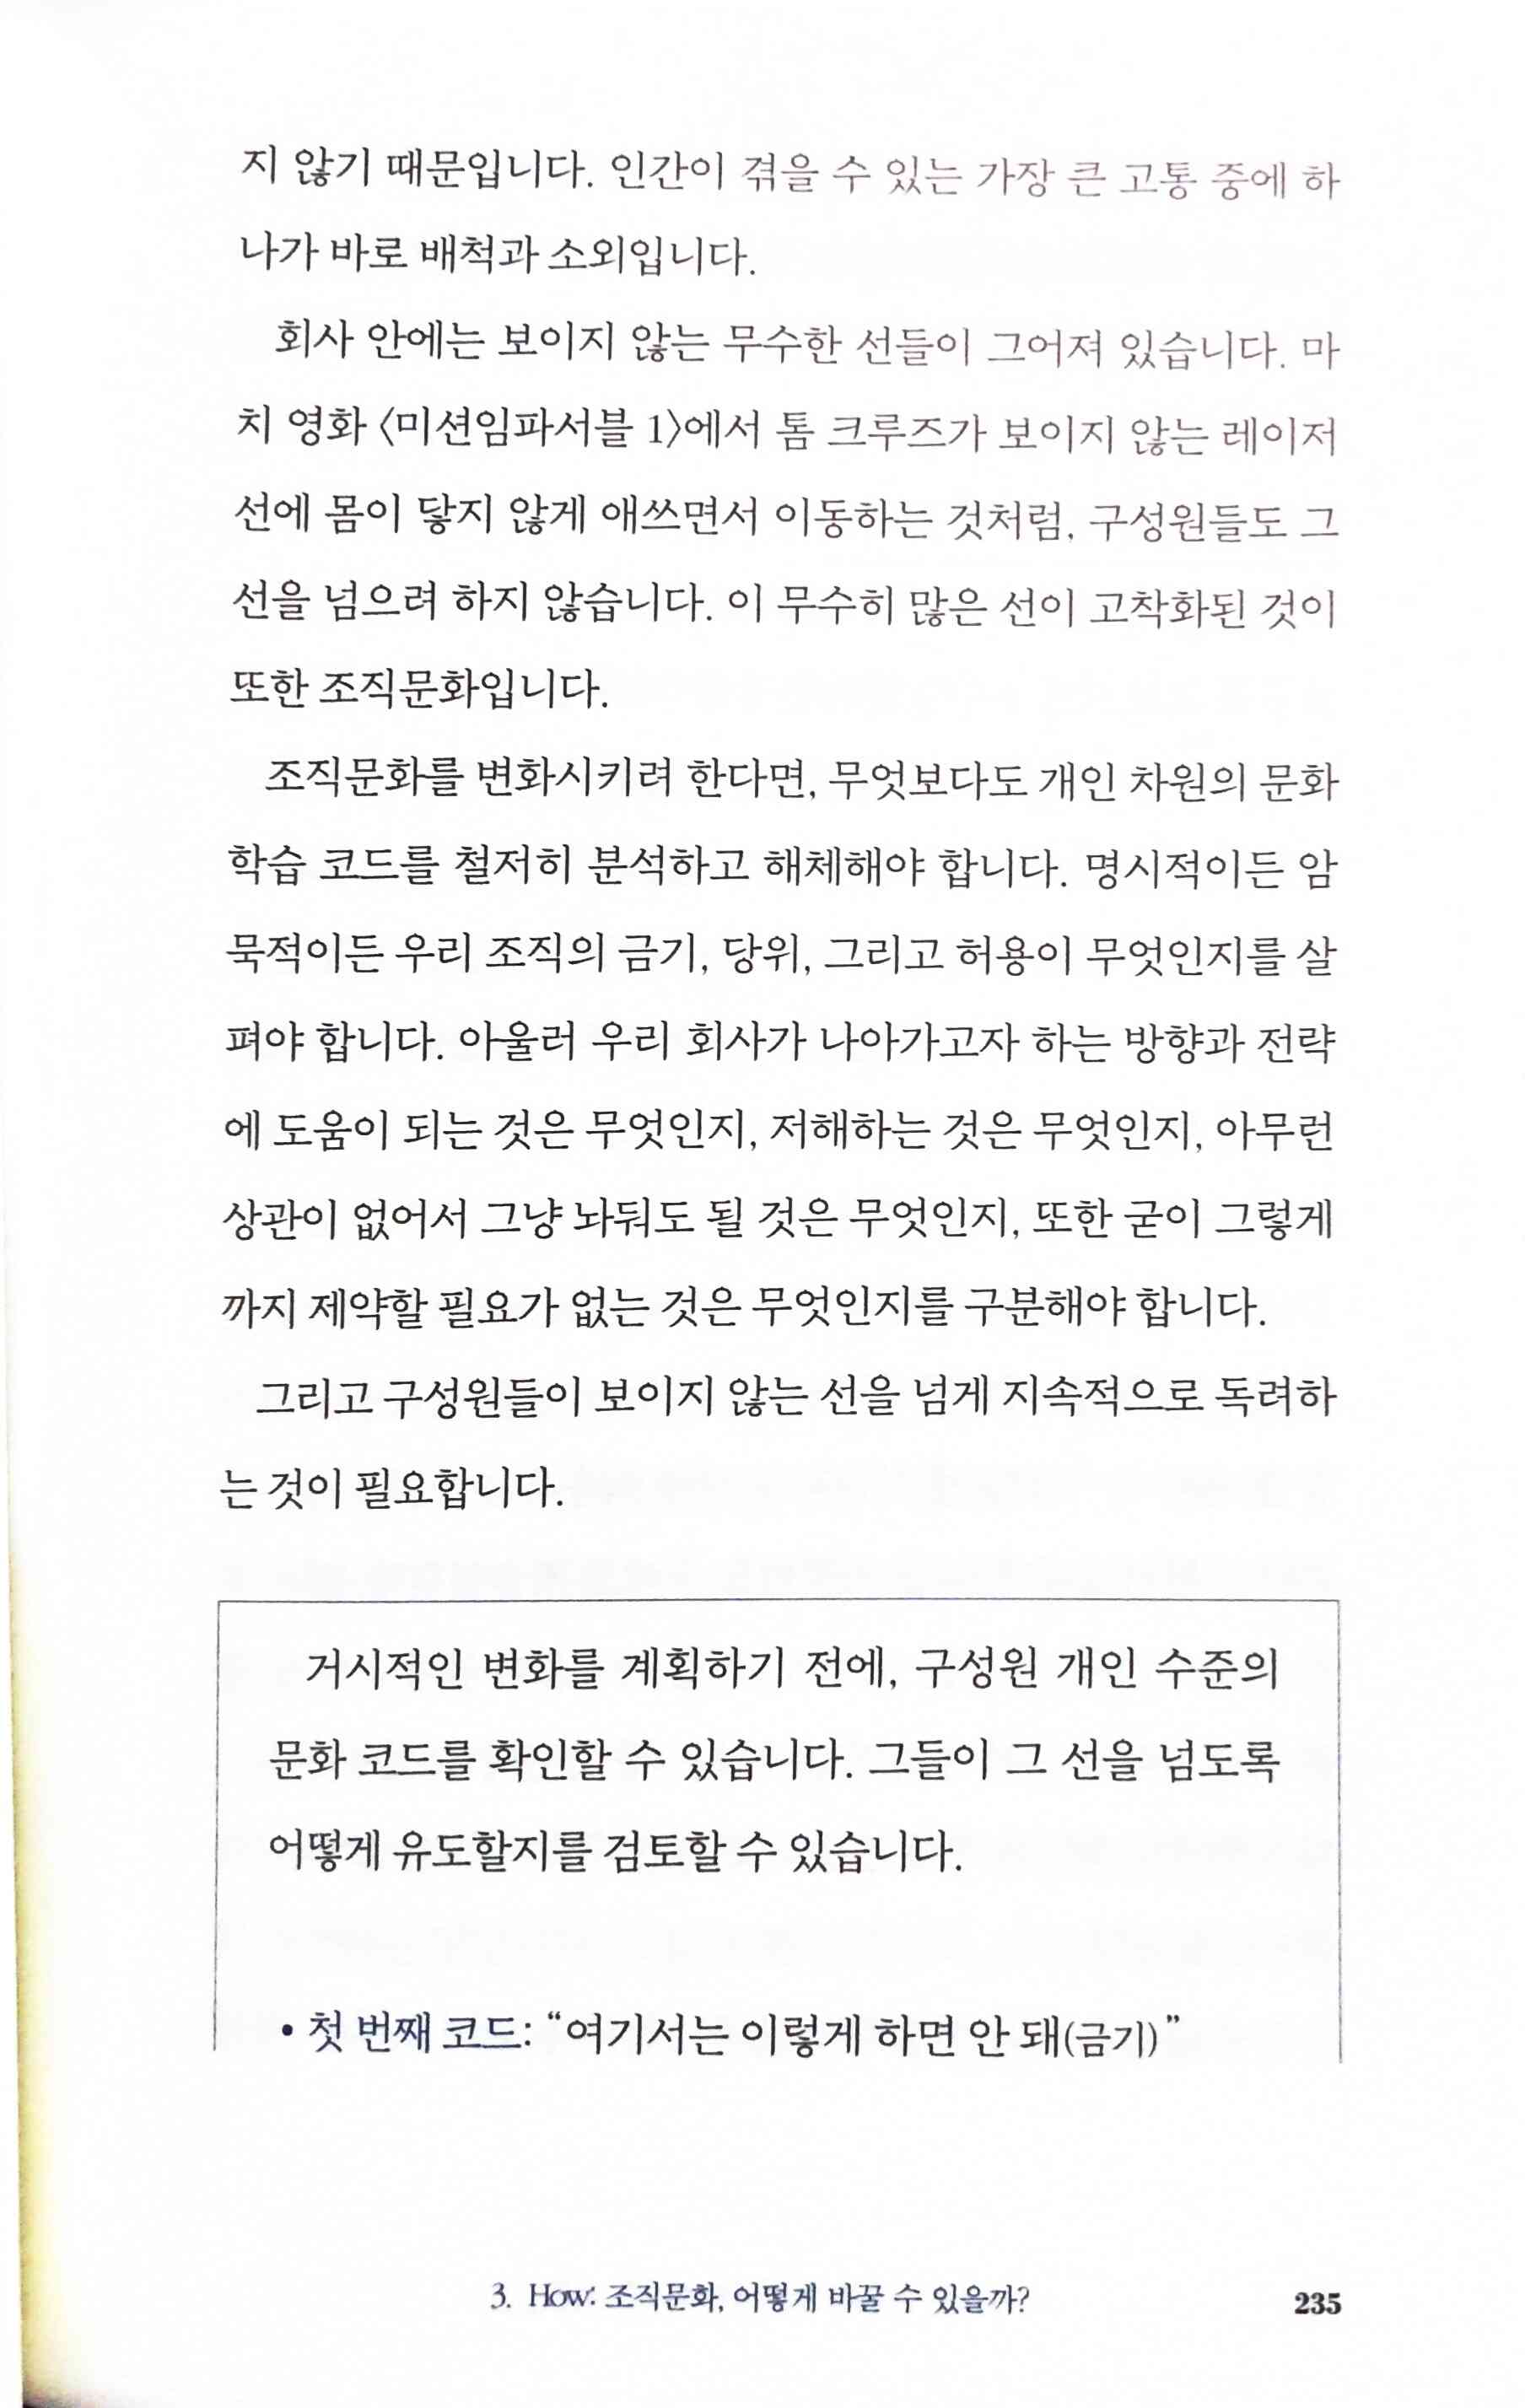 지 않기 때문입니다. 인간이 겪을 수 있는 가장 큰 고통 중에 하
나가 바로 배척과 소외입니다.
회사 안에는 보이지 않는 무수한 선들이 그어져 있습니다. 마
치 영화 〈미션임파서블 1〉에서 톰 크루즈가 보이지 않는 레이저
선에 몸이 닿지 않게 애쓰면서 이동하는 것처럼, 구성원들도 그
선을 넘으려 하지 않습니다. 이 무수히 많은 선이 고착화된 것이
또한 조직문화입니다.
조직문화를 변화시키려 한다면, 무엇보다도 개인 차원의 문화
학습 코드를 철저히 분석하고 해체해야 합니다. 명시적이든 암
묵적이든 우리 조직의 금기, 당위, 그리고 허용이 무엇인지를 살
펴야 합니다. 아울러 우리 회사가 나아가고자 하는 방향과 전략
에 도움이 되는 것은 무엇인지, 저해하는 것은 무엇인지, 아무런
상관이 없어서 그냥 놔둬도 될 것은 무엇인지, 또한 굳이 그렇게
까지 제약할 필요가 없는 것은 무엇인지를 구분해야 합니다.
그리고 구성원들이 보이지 않는 선을 넘게 지속적으로 독려하
는 것이 필요합니다.
거시적인 변화를 계획하기 전에, 구성원 개인 수준의
문화 코드를 확인할 수 있습니다. 그들이 그 선을 넘도록
어떻게 유도할지를 검토할 수 있습니다.
• 첫 번째 코드: “여기서는 이렇게 하면 안 돼(금기)”
3. How: 조직문화, 어떻게 바꿀 수 있을까? 235